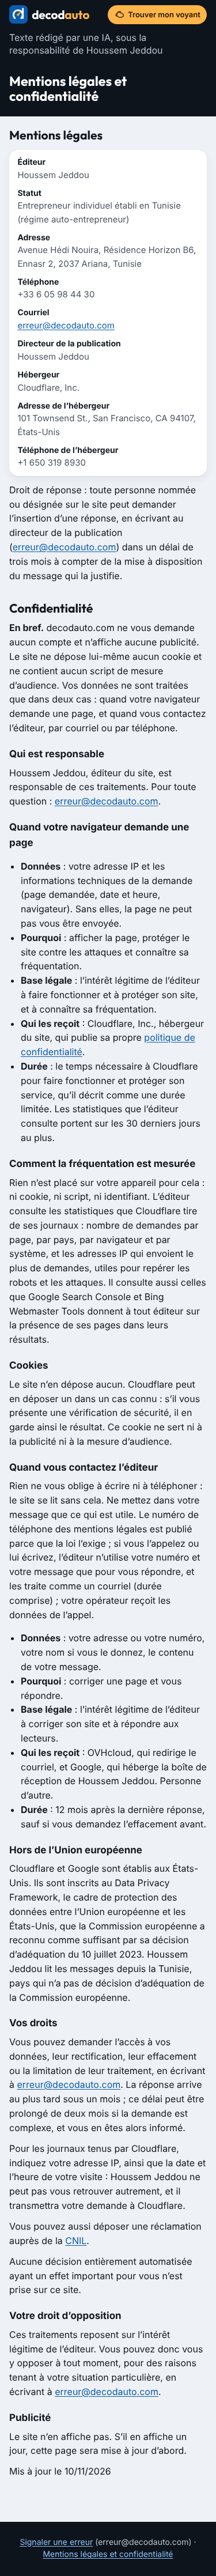 decodauto
Trouver mon voyant
Texte rédigé par une IA, sous la
responsabilité de Houssem Jeddou
Mentions légales et
confidentialité
Mentions légales
Éditeur
Houssem Jeddou
Statut
Entrepreneur individuel établi en Tunisie
(régime auto-entrepreneur)
Adresse
Avenue Hédi Nouira, Résidence Horizon B6,
Ennasr 2, 2037 Ariana, Tunisie
Téléphone
+33 6 05 98 44 30
Courriel
erreur@decodauto.com
Directeur de la publication
Houssem Jeddou
Hébergeur
Cloudflare, Inc.
Adresse de l’hébergeur
101 Townsend St., San Francisco, CA 94107,
États-Unis
Téléphone de l’hébergeur
+1 650 319 8930
Droit de réponse : toute personne nommée
ou désignée sur le site peut demander
l’insertion d’une réponse, en écrivant au
directeur de la publication
(erreur@decodauto.com) dans un délai de
trois mois à compter de la mise à disposition
du message qui la justifie.
Confidentialité
En bref. decodauto.com ne vous demande
aucun compte et n’affiche aucune publicité.
Le site ne dépose lui-même aucun cookie et
ne contient aucun script de mesure
d’audience. Vos données ne sont traitées
que dans deux cas : quand votre navigateur
demande une page, et quand vous contactez
l’éditeur, par courriel ou par téléphone.
Qui est responsable
Houssem Jeddou, éditeur du site, est
responsable de ces traitements. Pour toute
question : erreur@decodauto.com.
Quand votre navigateur demande une
page
• Données : votre adresse IP et les
informations techniques de la demande
(page demandée, date et heure,
navigateur). Sans elles, la page ne peut
pas vous être envoyée.
• Pourquoi : afficher la page, protéger le
site contre les attaques et connaître sa
fréquentation.
• Base légale : l’intérêt légitime de l’éditeur
à faire fonctionner et à protéger son site,
et à connaître sa fréquentation.
• Qui les reçoit : Cloudflare, Inc., hébergeur
du site, qui publie sa propre politique de
confidentialité.
• Durée : le temps nécessaire à Cloudflare
pour faire fonctionner et protéger son
service, qu’il décrit comme une durée
limitée. Les statistiques que l’éditeur
consulte portent sur les 30 derniers jours
au plus.
Comment la fréquentation est mesurée
Rien n’est placé sur votre appareil pour cela :
ni cookie, ni script, ni identifiant. L’éditeur
consulte les statistiques que Cloudflare tire
de ses journaux : nombre de demandes par
page, par pays, par navigateur et par
système, et les adresses IP qui envoient le
plus de demandes, utiles pour repérer les
robots et les attaques. Il consulte aussi celles
que Google Search Console et Bing
Webmaster Tools donnent à tout éditeur sur
la présence de ses pages dans leurs
résultats.
Cookies
Le site n’en dépose aucun. Cloudflare peut
en déposer un dans un cas connu : s’il vous
présente une vérification de sécurité, il en
garde ainsi le résultat. Ce cookie ne sert ni à
la publicité ni à la mesure d’audience.
Quand vous contactez l’éditeur
Rien ne vous oblige à écrire ni à téléphoner :
le site se lit sans cela. Ne mettez dans votre
message que ce qui est utile. Le numéro de
téléphone des mentions légales est publié
parce que la loi l’exige ; si vous l’appelez ou
lui écrivez, l’éditeur n’utilise votre numéro et
votre message que pour vous répondre, et
les traite comme un courriel (durée
comprise) ; votre opérateur reçoit les
données de l’appel.
• Données : votre adresse ou votre numéro,
votre nom si vous le donnez, le contenu
de votre message.
• Pourquoi : corriger une page et vous
répondre.
• Base légale : l’intérêt légitime de l’éditeur
à corriger son site et à répondre aux
lecteurs.
• Qui les reçoit : OVHcloud, qui redirige le
courriel, et Google, qui héberge la boîte de
réception de Houssem Jeddou. Personne
d’autre.
• Durée : 12 mois après la dernière réponse,
sauf si vous demandez l’effacement avant.
Hors de l’Union européenne
Cloudflare et Google sont établis aux États-
Unis. Ils sont inscrits au Data Privacy
Framework, le cadre de protection des
données entre l’Union européenne et les
États-Unis, que la Commission européenne a
reconnu comme suffisant par sa décision
d’adéquation du 10 juillet 2023. Houssem
Jeddou lit les messages depuis la Tunisie,
pays qui n’a pas de décision d’adéquation de
la Commission européenne.
Vos droits
Vous pouvez demander l’accès à vos
données, leur rectification, leur effacement
ou la limitation de leur traitement, en écrivant
à erreur@decodauto.com. La réponse arrive
au plus tard sous un mois ; ce délai peut être
prolongé de deux mois si la demande est
complexe, et vous en êtes alors informé.
Pour les journaux tenus par Cloudflare,
indiquez votre adresse IP, ainsi que la date et
l’heure de votre visite : Houssem Jeddou ne
peut pas vous retrouver autrement, et il
transmettra votre demande à Cloudflare.
Vous pouvez aussi déposer une réclamation
auprès de la CNIL.
Aucune décision entièrement automatisée
ayant un effet important pour vous n’est
prise sur ce site.
Votre droit d’opposition
Ces traitements reposent sur l’intérêt
légitime de l’éditeur. Vous pouvez donc vous
y opposer à tout moment, pour des raisons
tenant à votre situation particulière, en
écrivant à erreur@decodauto.com.
Publicité
Le site n’en affiche pas. S’il en affiche un
jour, cette page sera mise à jour d’abord.
Mis à jour le 10/11/2026
Signaler une erreur (erreur@decodauto.com) ·
Mentions légales et confidentialité